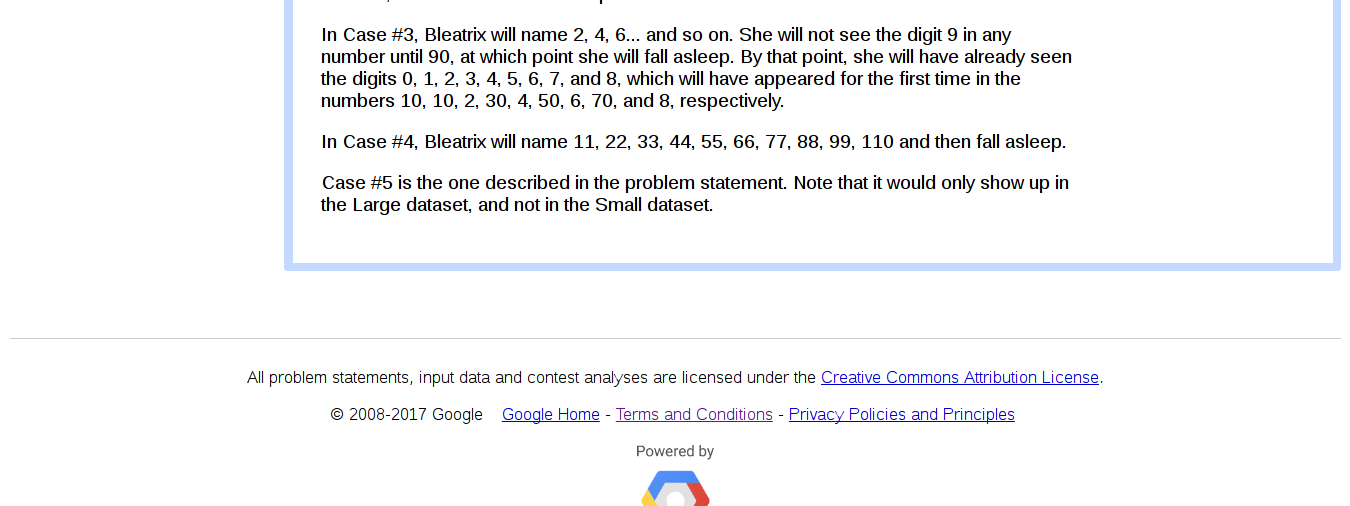 In Case #3, Bleatrix will name 2, 4, 6... and so on. She will not see the digit 9 in any
number until 90, at which point she will fall asleep. By that point, she will have already seen
the digits 0, 1, 2, 3, 4, 5, 6, 7, and 8, which will have appeared for the first time in the
numbers 10, 10, 2, 30, 4, 50, 6, 70, and 8, respectively.
In Case #4, Bleatrix will name 11, 22, 33, 44, 55, 66, 77, 88, 99, 110 and then fall asleep.
Case #5 is the one described in the problem statement. Note that it would only show up in
the Large dataset, and not in the Small dataset.
All problem statements, input data and contest analyses are licensed under the Creative Commons Attribution License.
© 2008-2017 Google Google Home - Terms and Conditions - Privacy Policies and Principles
Powered by